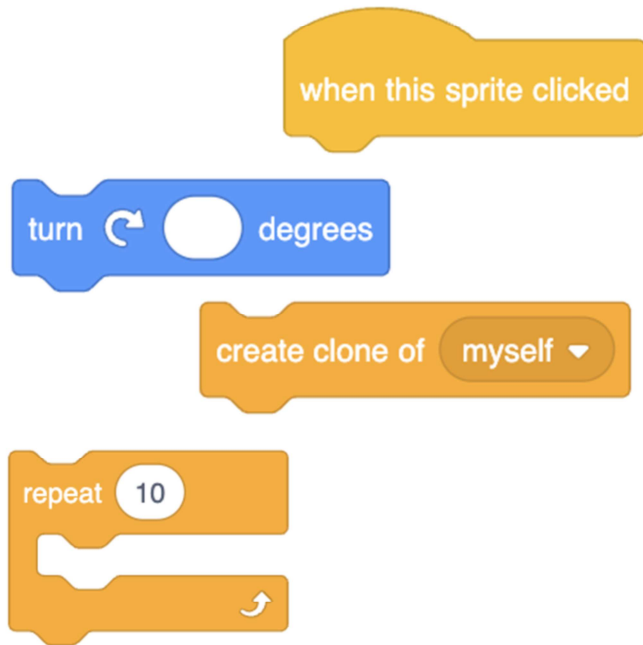 when this sprite clicked
turn degrees
create clone of myself
repeat 10